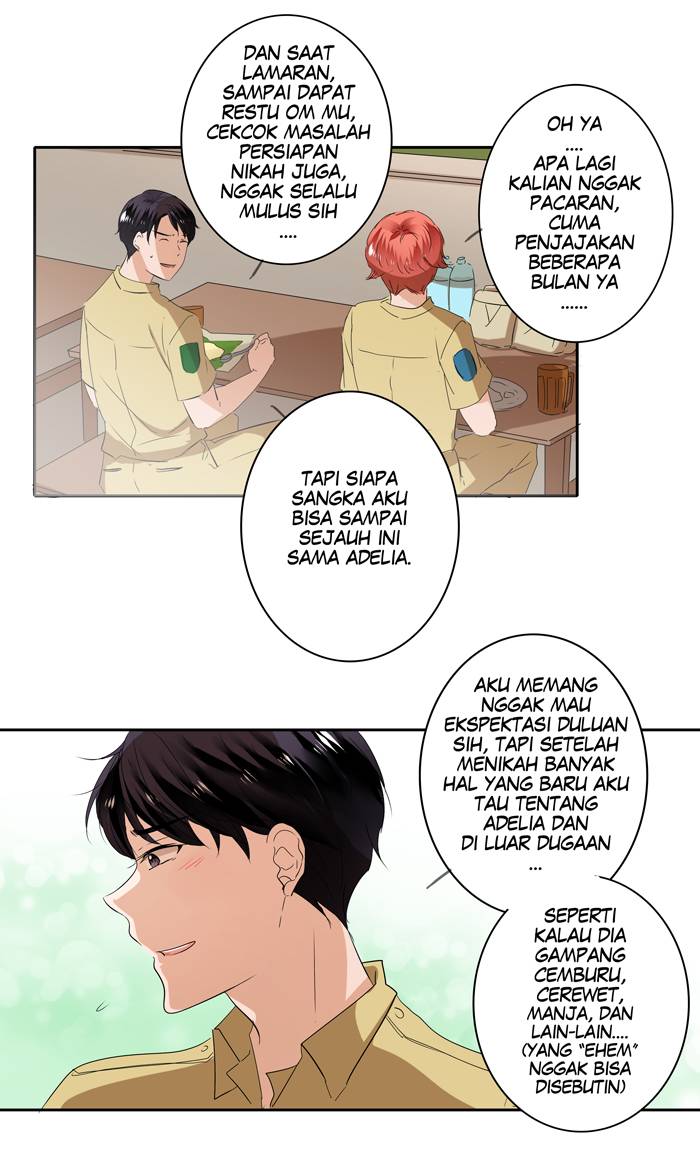 DAN SAAT
LAMARAN,
SAMPAI DAPAT
RESTU OM MU,
CEKCOK MASALAH
PERSIAPAN
NIKAH JUGA,
NGGAK SELALU
MULUS SIH
....
OH YA
....
APA LAGI
KALIAN NGGAK
PACARAN,
CUMA
PENJAJAKAN
BEBERAPA
BULAN YA
......
TAPI SIAPA
SANGKA AKU
BISA SAMPAI
SEJAUH INI
SAMA ADELIA.
AKU MEMANG
NGGAK MAU
EKSPEKTASI DULUAN
SIH, TAPI SETELAH
MENIKAH BANYAK
HAL YANG BARU AKU
TAU TENTANG
ADELIA DAN
DI LUAR DUGAAN
...
SEPERTI
KALAU DIA
GAMPANG
CEMBURU,
CEREWET,
MANJA, DAN
LAIN-LAIN....
(YANG "EHEM"
NGGAK BISA
DISEBUTIN)